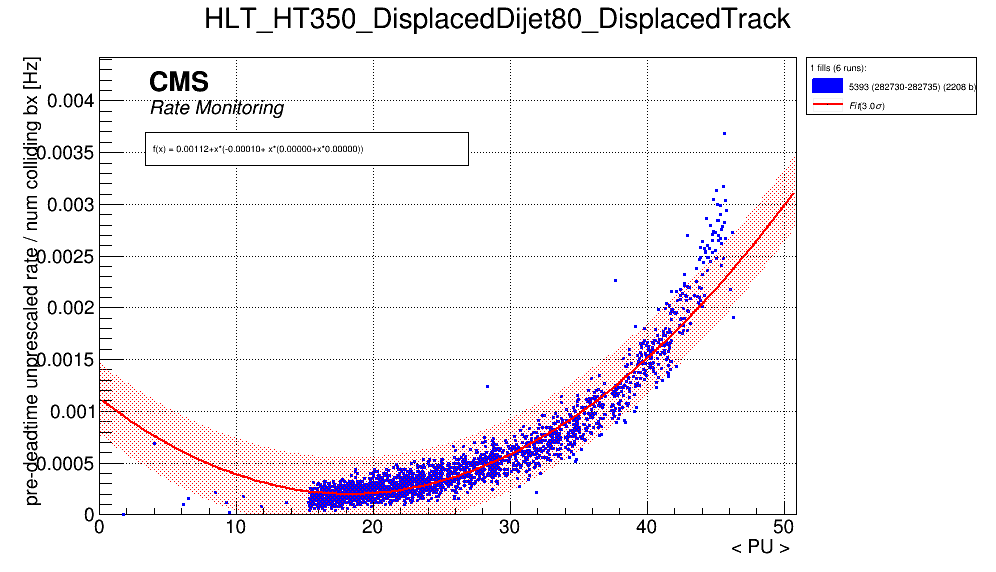 HLT_HT350_DisplacedDijet80_DisplacedTrack
pre-deadtime unprescaled rate / num colliding bx [Hz]
CMS
Rate Monitoring
f(x) = 0.00112+x*(-0.00010+ x*(0.00000+x*0.00000))
1 fills (6 runs):
5393 (282730-282735) (2208 b)
Fit(3.0σ)
0.004
0.0035
0.003
0.0025
0.002
0.0015
0.001
0.0005
0
0 10 20 30 40 50
< PU >